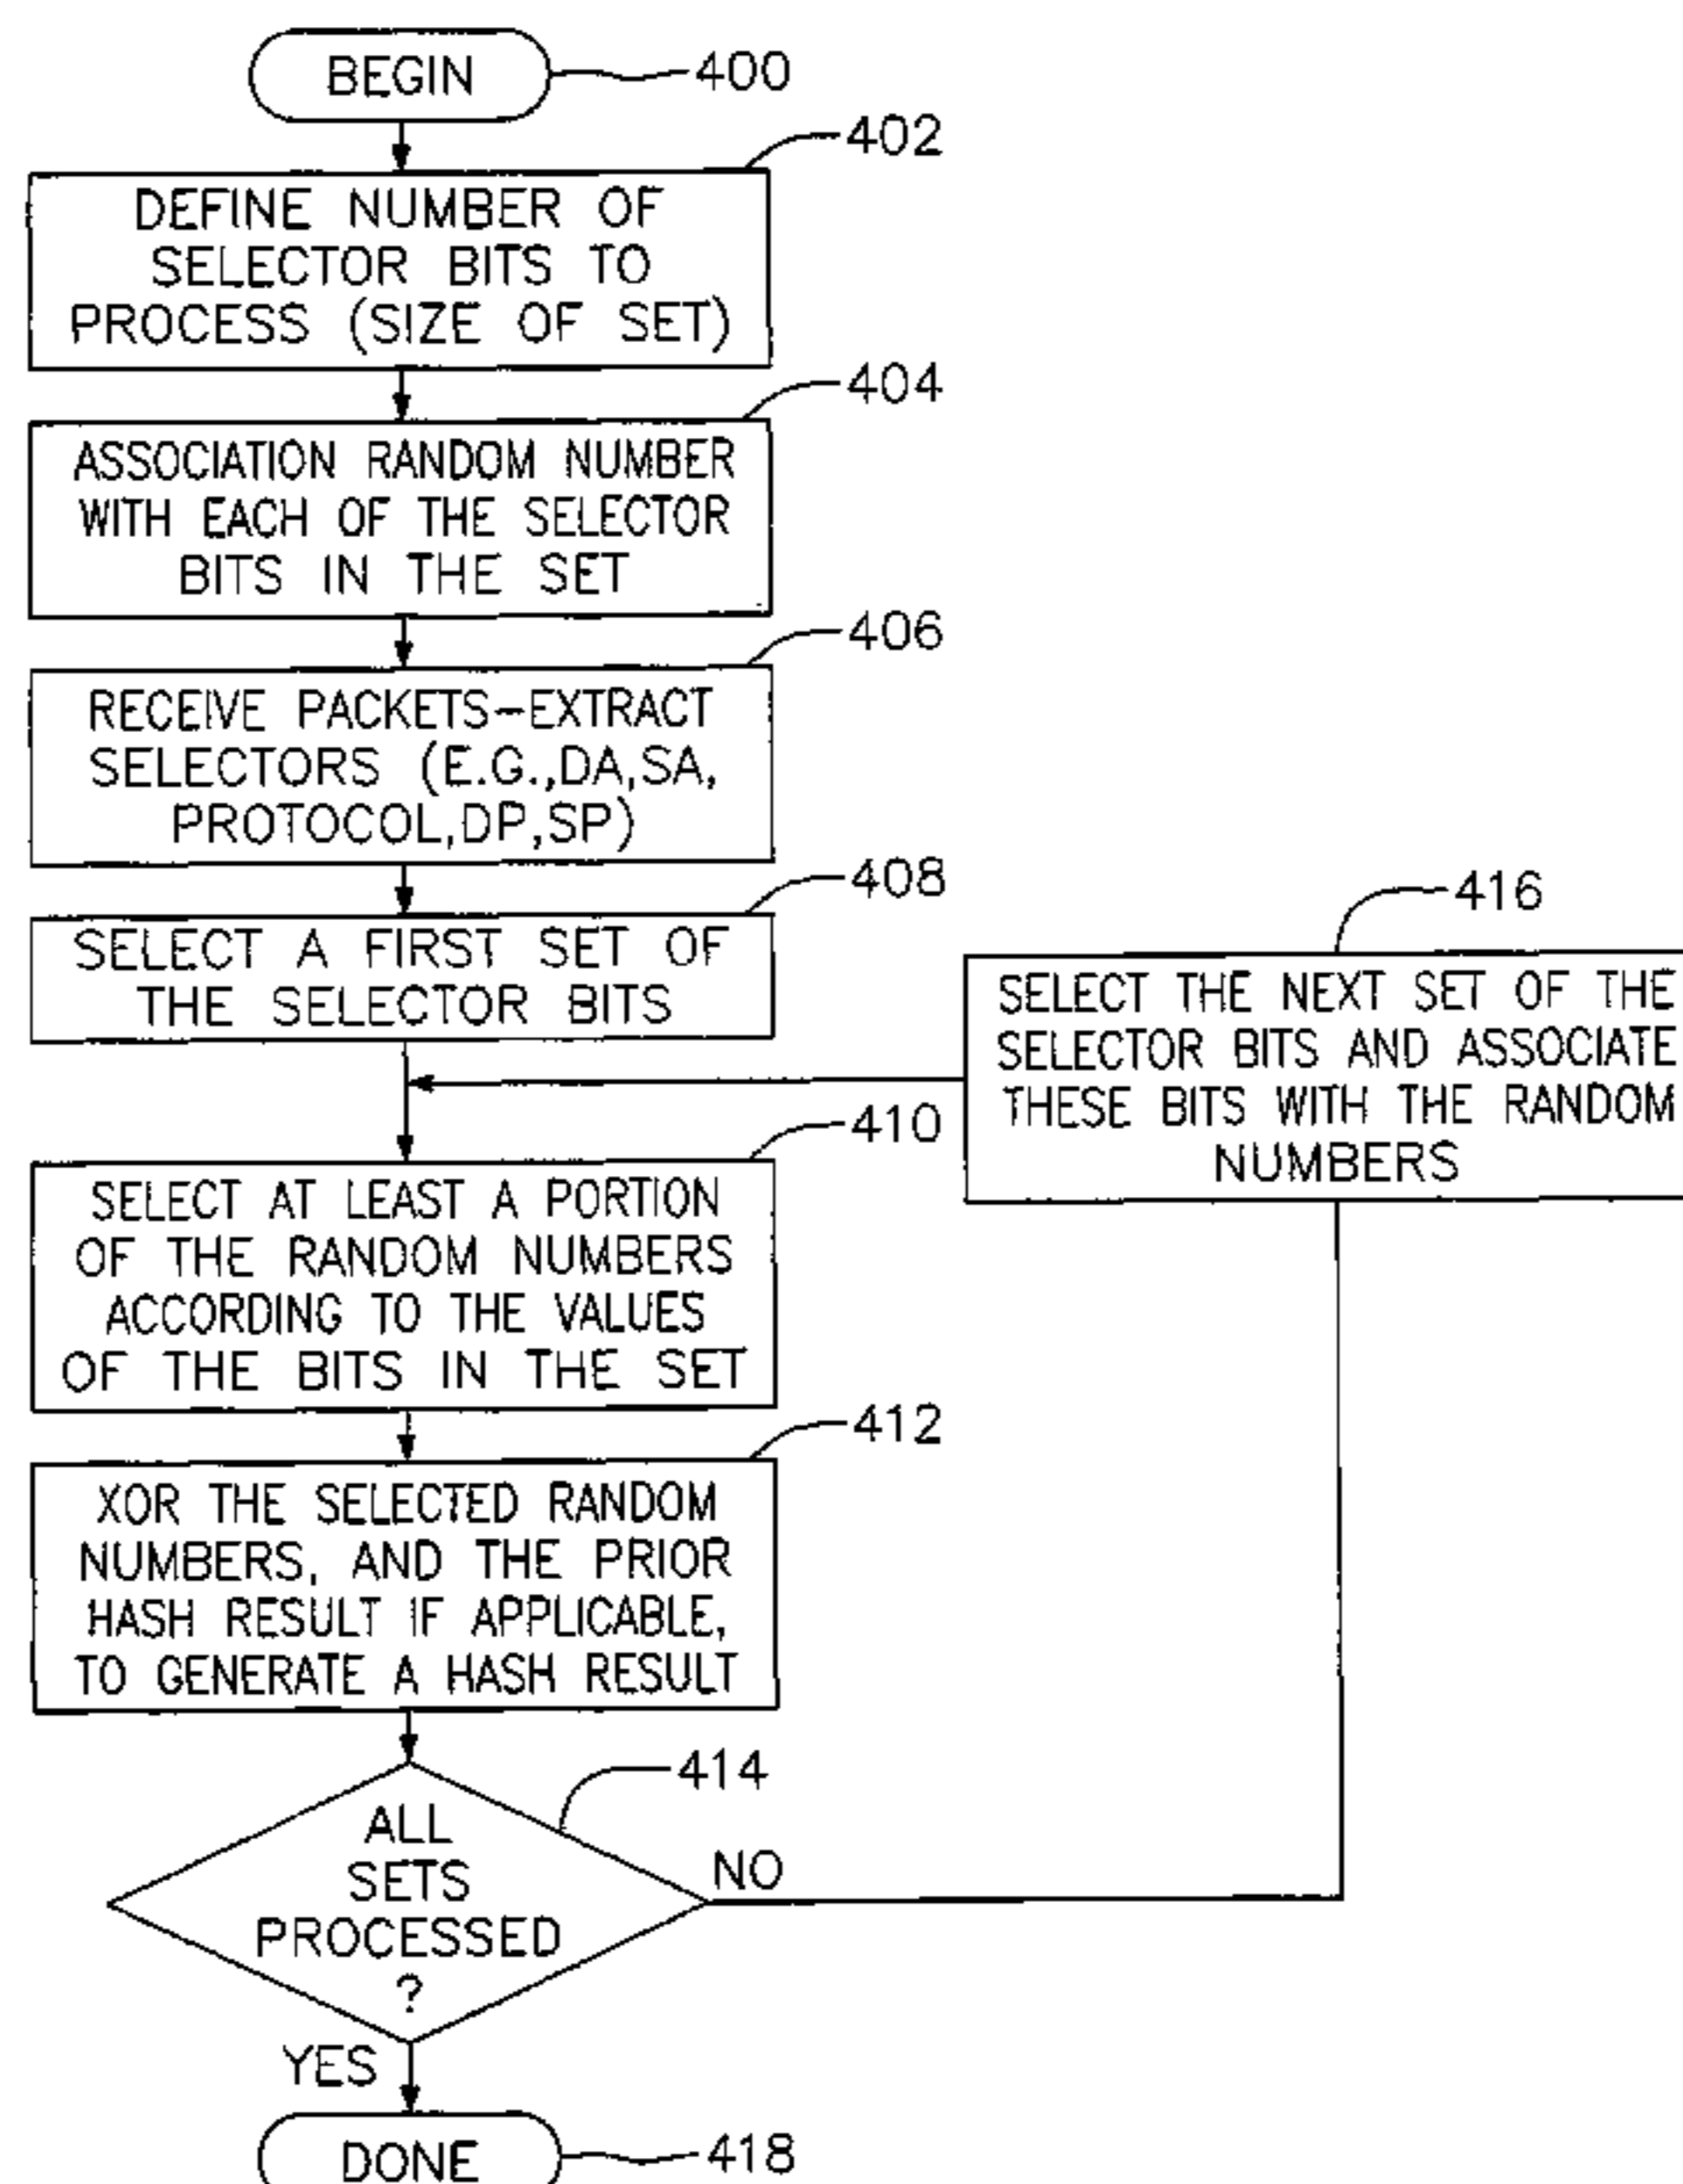 BEGIN
400
402
DEFINE NUMBER OF
SELECTOR BITS TO
PROCESS (SIZE OF SET)
404
ASSOCIATION RANDOM NUMBER
WITH EACH OF THE SELECTOR
BITS IN THE SET
406
RECEIVE PACKETS-EXTRACT
SELECTORS (E.G.,DA,SA,
PROTOCOL,DP,SP)
408
SELECT A FIRST SET OF
THE SELECTOR BITS
416
SELECT THE NEXT SET OF THE
SELECTOR BITS AND ASSOCIATE
THESE BITS WITH THE RANDOM
NUMBERS
410
SELECT AT LEAST A PORTION
OF THE RANDOM NUMBERS
ACCORDING TO THE VALUES
OF THE BITS IN THE SET
412
XOR THE SELECTED RANDOM
NUMBERS, AND THE PRIOR
HASH RESULT IF APPLICABLE,
TO GENERATE A HASH RESULT
414
ALL
SETS
PROCESSED
?
NO
YES
DONE
418